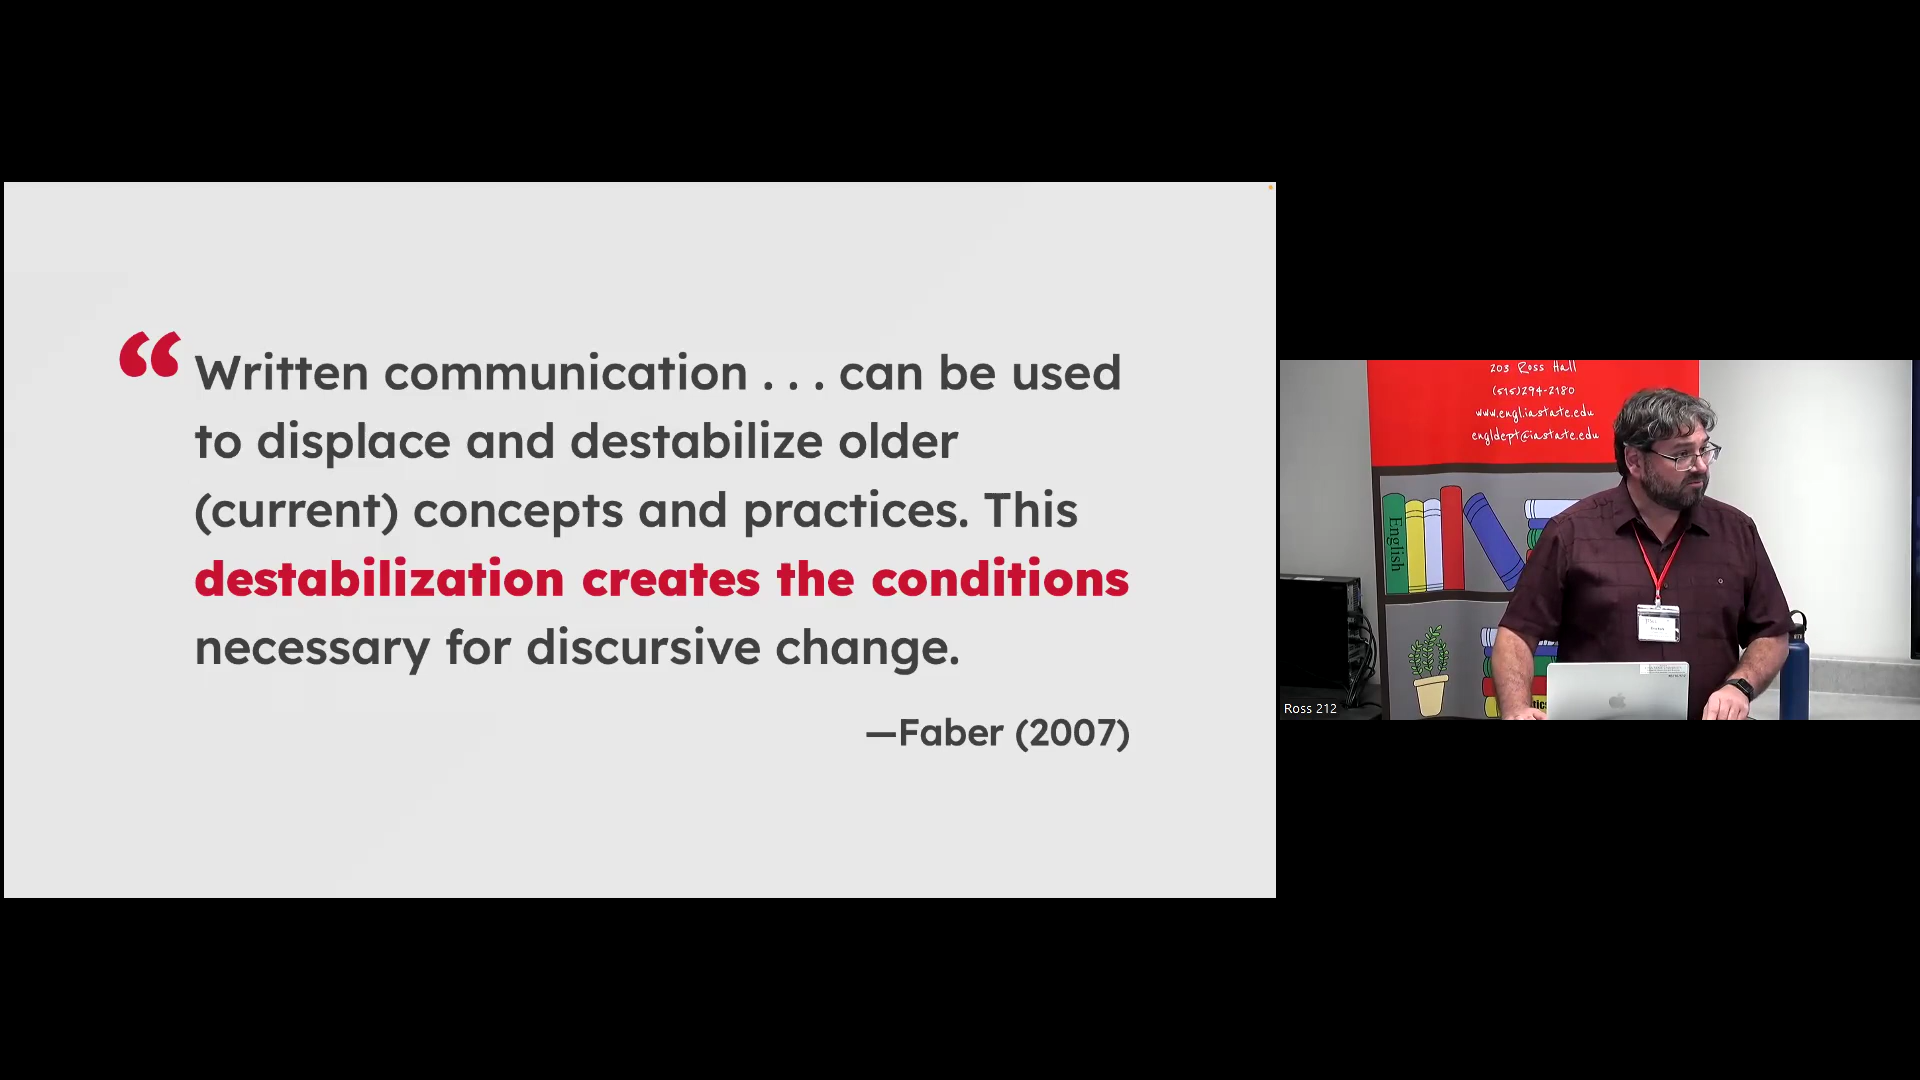 “Written communication . . . can be used
to displace and destabilize older
(current) concepts and practices. This
destabilization creates the conditions
necessary for discursive change.
—Faber (2007)
203 Ross Hall
(515)294-2180
www.engl.iastate.edu
engldept@iastate.edu
English
Ross 212